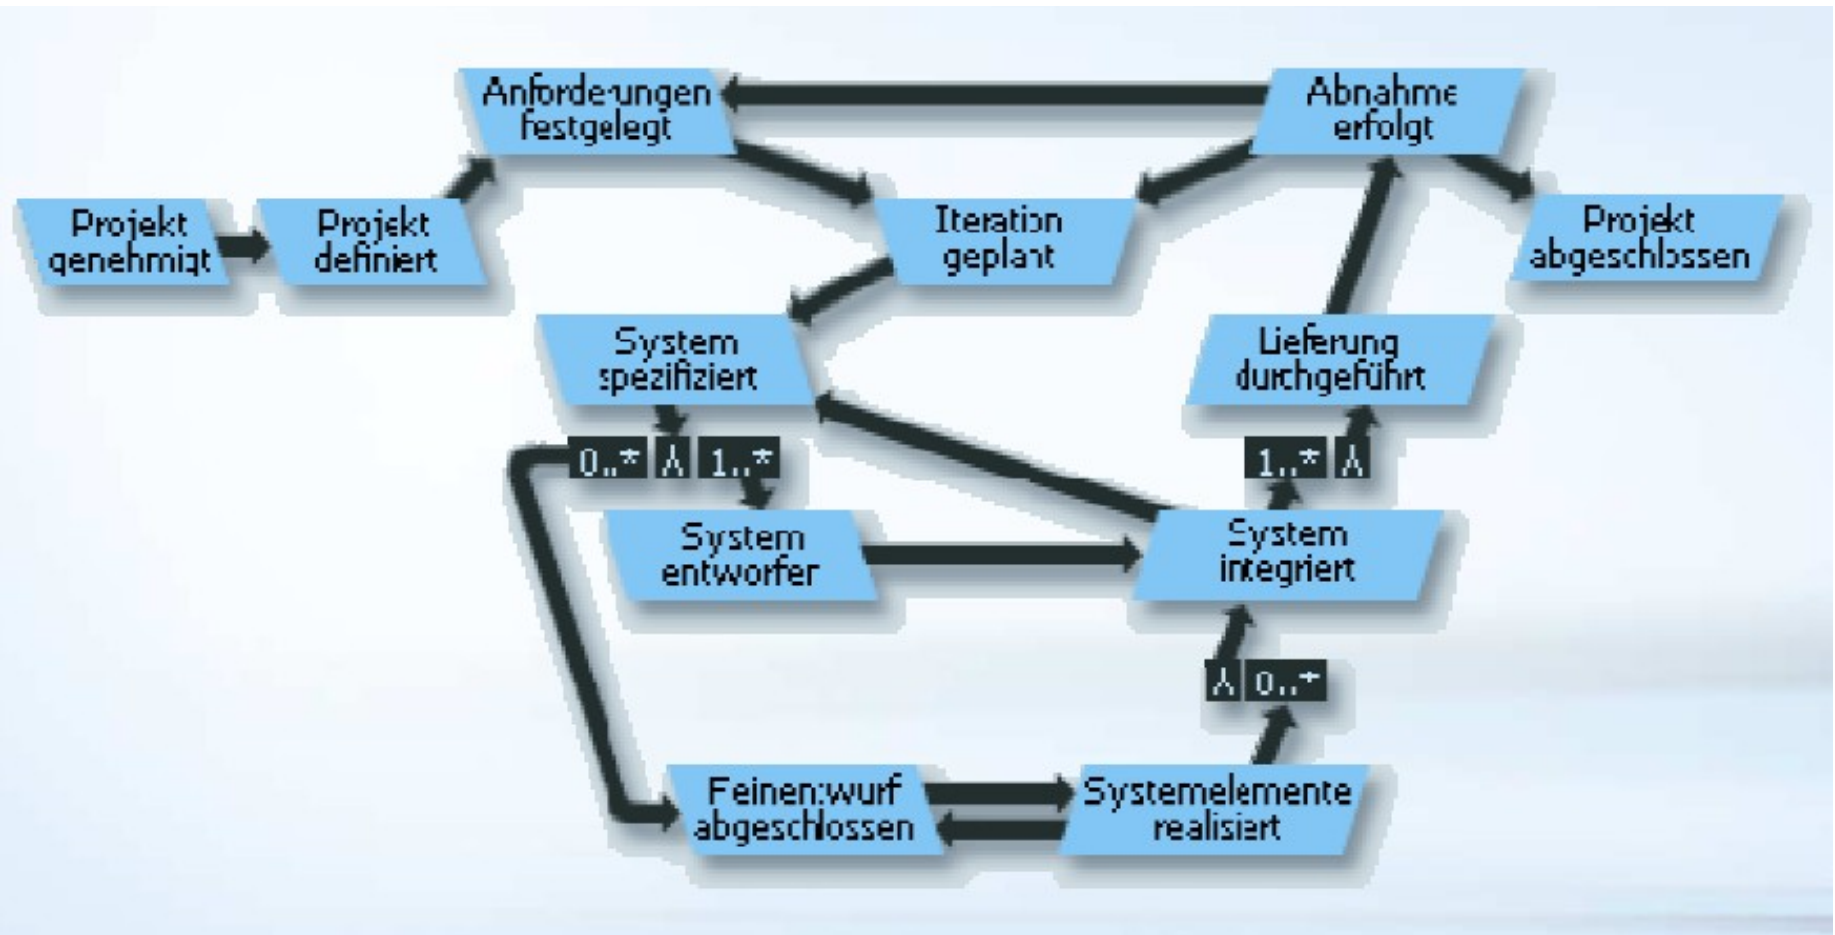 Anforderungen
festgelegt
Abnahme
erfolgt
Projekt
genehmigt
Projekt
definiert
Iteration
geplant
Projekt
abgeschlossen
System
spezifiziert
Lieferung
durchgeführt
0..* λ 1..*
1..* λ
System
entworfen
System
integriert
λ 0..*
Feinentwurf
abgeschlossen
Systemelemente
realisiert